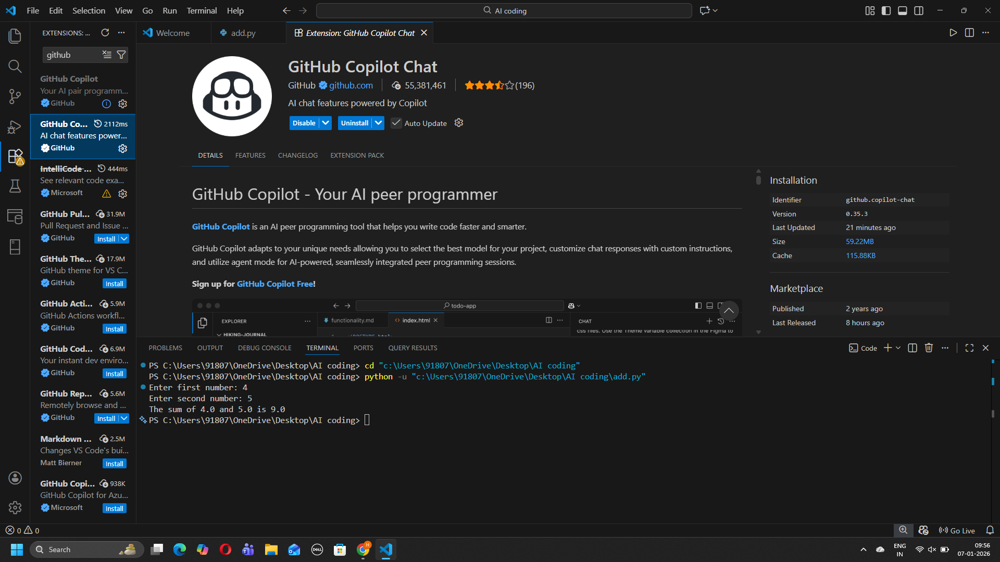 File Edit Selection View Go Run Terminal Help
AI coding
EXTENSIONS: ...
github
GitHub Copilot
Your AI pair programm...
GitHub
GitHub Co... 2112ms
AI chat features power...
GitHub
IntelliCode ... 444ms
See relevant code exa...
Microsoft
GitHub Pul... 31.9M
Pull Request and Issue ...
GitHub Install
GitHub The... 17.9M
GitHub theme for VS C...
GitHub Install
GitHub Acti... 5.9M
GitHub Actions workfl...
GitHub Install
GitHub Cod... 6.9M
Your instant dev enviro...
GitHub Install
GitHub Rep... 5.6M
Remotely browse and ...
GitHub Install
Markdown ... 2.5M
Changes VS Code's bui...
Matt Bierner Install
GitHub Copi... 938K
GitHub Copilot for Azu...
Microsoft Install
Welcome add.py Extension: GitHub Copilot Chat
GitHub Copilot Chat
GitHub github.com 55,381,461 (196)
AI chat features powered by Copilot
Disable Uninstall Auto Update
DETAILS FEATURES CHANGELOG EXTENSION PACK
GitHub Copilot - Your AI peer programmer
GitHub Copilot is an AI peer programming tool that helps you write code faster and smarter.
GitHub Copilot adapts to your unique needs allowing you to select the best model for your project, customize chat responses with custom instructions,
and utilize agent mode for AI-powered, seamlessly integrated peer programming sessions.
Sign up for GitHub Copilot Free!
todo-app
EXPLORER functionality.md index.html CHAT
HIKING-JOURNAL
css files. Use the Theme variable collection in the Figma to
Installation
Identifier github.copilot-chat
Version 0.35.3
Last Updated 21 minutes ago
Size 59.22MB
Cache 115.88KB
Marketplace
Published 2 years ago
Last Released 8 hours ago
PROBLEMS OUTPUT DEBUG CONSOLE TERMINAL PORTS QUERY RESULTS
Code
PS C:\Users\91807\OneDrive\Desktop\AI coding> cd "c:\Users\91807\OneDrive\Desktop\AI coding"
PS C:\Users\91807\OneDrive\Desktop\AI coding> python -u "c:\Users\91807\OneDrive\Desktop\AI coding\add.py"
Enter first number: 4
Enter second number: 5
The sum of 4.0 and 5.0 is 9.0
PS C:\Users\91807\OneDrive\Desktop\AI coding>
0 0
Go Live
Search
DELL
H
ENG
IN
09:56
07-01-2026